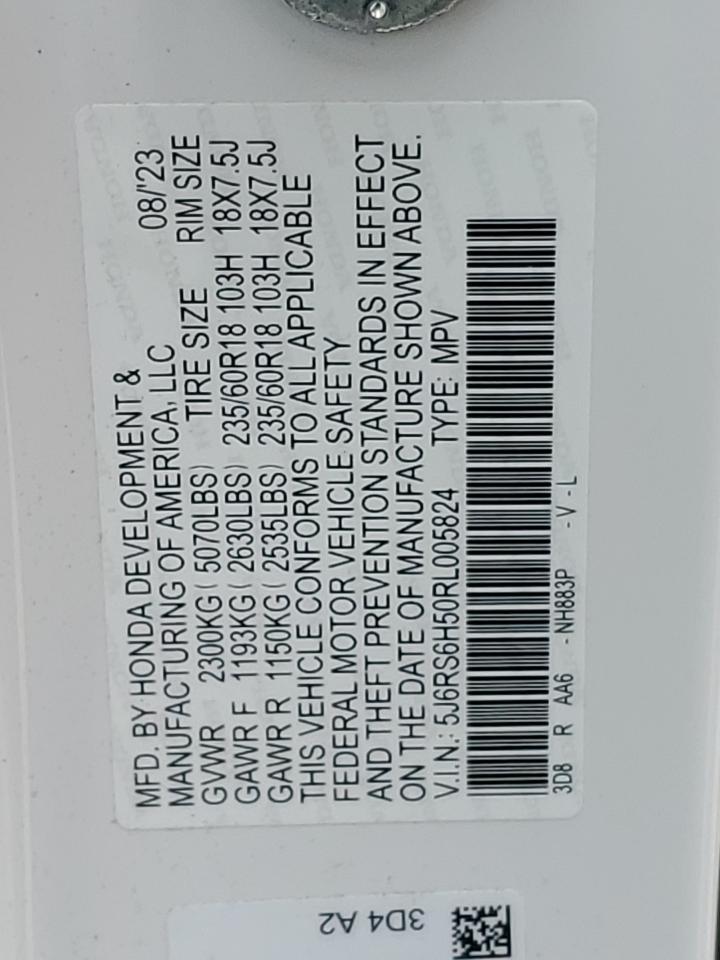 MFD. BY HONDA DEVELOPMENT & 08/'23
MANUFACTURING OF AMERICA, LLC
GVWR 2300KG ( 5070LBS) TIRE SIZE RIM SIZE
GAWR F 1193KG ( 2630LBS) 235/60R18 103H 18X7.5J
GAWR R 1150KG ( 2535LBS) 235/60R18 103H 18X7.5J
THIS VEHICLE CONFORMS TO ALL APPLICABLE
FEDERAL MOTOR VEHICLE SAFETY
AND THEFT PREVENTION STANDARDS IN EFFECT
ON THE DATE OF MANUFACTURE SHOWN ABOVE.
V.I.N.: 5J6RS6H50RL005824 TYPE: MPV
3D8 R AA6 - NH883P - V - L
3D4 A2